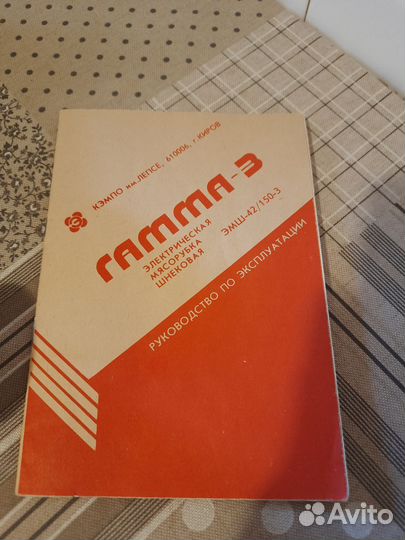 КЭМПО им. ЛЕПСЕ, 610006, г. КИРОВ
ГАММА-3
ЭЛЕКТРИЧЕСКАЯ
МЯСОРУБКА
ШНЕКОВАЯ
ЭМШ-42/150-3
РУКОВОДСТВО ПО ЭКСПЛУАТАЦИИ
Avito